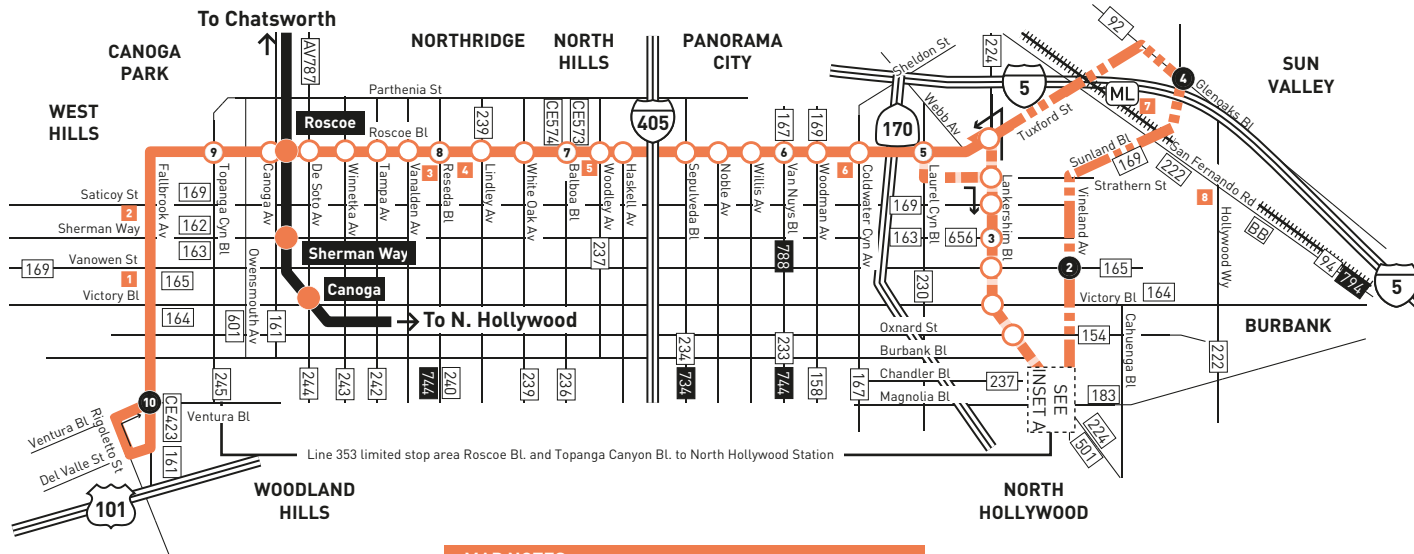 To Chatsworth
CANOGA
PARK
AV787
NORTHRIDGE
NORTH
HILLS
PANORAMA
CITY
SUN
VALLEY
WEST
HILLS
Parthenia St
Roscoe Bl
Roscoe
239
CE574
CE573
405
167
169
170
Sheldon St
Webb Av
224
5
92
Tuxford St
ML
7
4
Glenoaks Bl
9
8
3
4
7
5
6
6
5
Fallbrook Av
Topanga Cyn Bl
Canoga Av
De Soto Av
Winnetka Av
Tampa Av
Vanalden Av
Reseda Bl
Lindley Av
White Oak Av
Balboa Bl
Woodley Av
Haskell Av
Sepulveda Bl
Noble Av
Willis Av
Van Nuys Bl
Woodman Av
Coldwater Cyn Av
Laurel Cyn Bl
Lankershim Bl
Vineland Av
Sunland Bl
169
222
San Fernando Rd
Strathern St
8
Hollywood Wy
BB
94
794
5
Saticoy St
169
2
Sherman Way
162
163
Sherman Way
Vanowen St
169
1
165
Victory Bl
164
Owensmouth Av
601
161
Canoga
To N. Hollywood
237
788
169
163
656
3
230
2
165
Victory Bl
164
Oxnard St
Burbank Bl
154
Cahuenga Bl
BURBANK
222
245
244
243
242
744
240
239
236
234
734
233
744
158
167
Chandler Bl
Magnolia Bl
237
SEE
INSET A
183
224
501
10
CE423
161
Ventura Bl
Ventura Bl
Rigoletto St
Del Valle St
Line 353 limited stop area Roscoe Bl. and Topanga Canyon Bl. to North Hollywood Station
101
WOODLAND
HILLS
NORTH
HOLLYWOOD